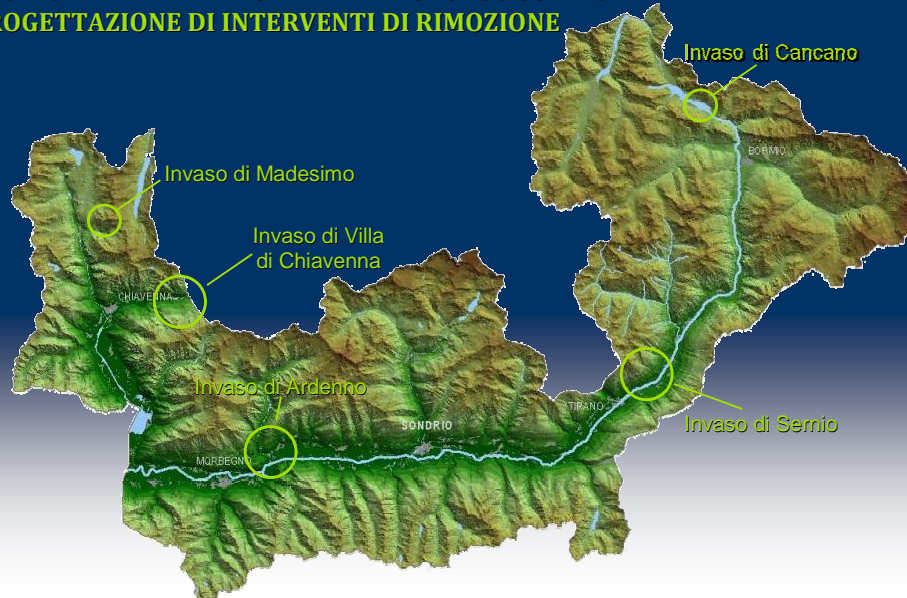 ROGETTAZIONE DI INTERVENTI DI RIMOZIONE
Invaso di Cancano
BORMIO
Invaso di Madesimo
Invaso di Villa
di Chiavenna
CHIAVENNA
Invaso di Ardenno
TIRANO
SONDRIO
Invaso di Sernio
MORBEGNO